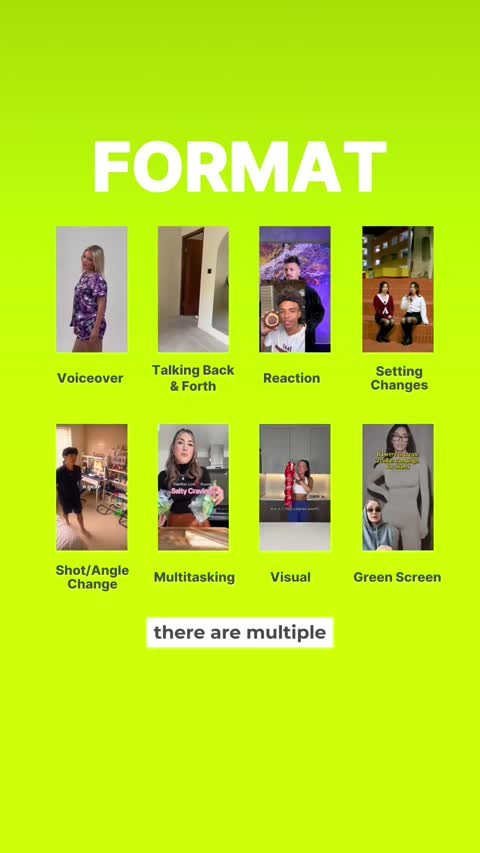 FORMAT
Voiceover
Talking Back
& Forth
Reaction
Setting
Changes
Salty Cravings
Shot/Angle
Change
Multitasking
Visual
Green Screen
there are multiple